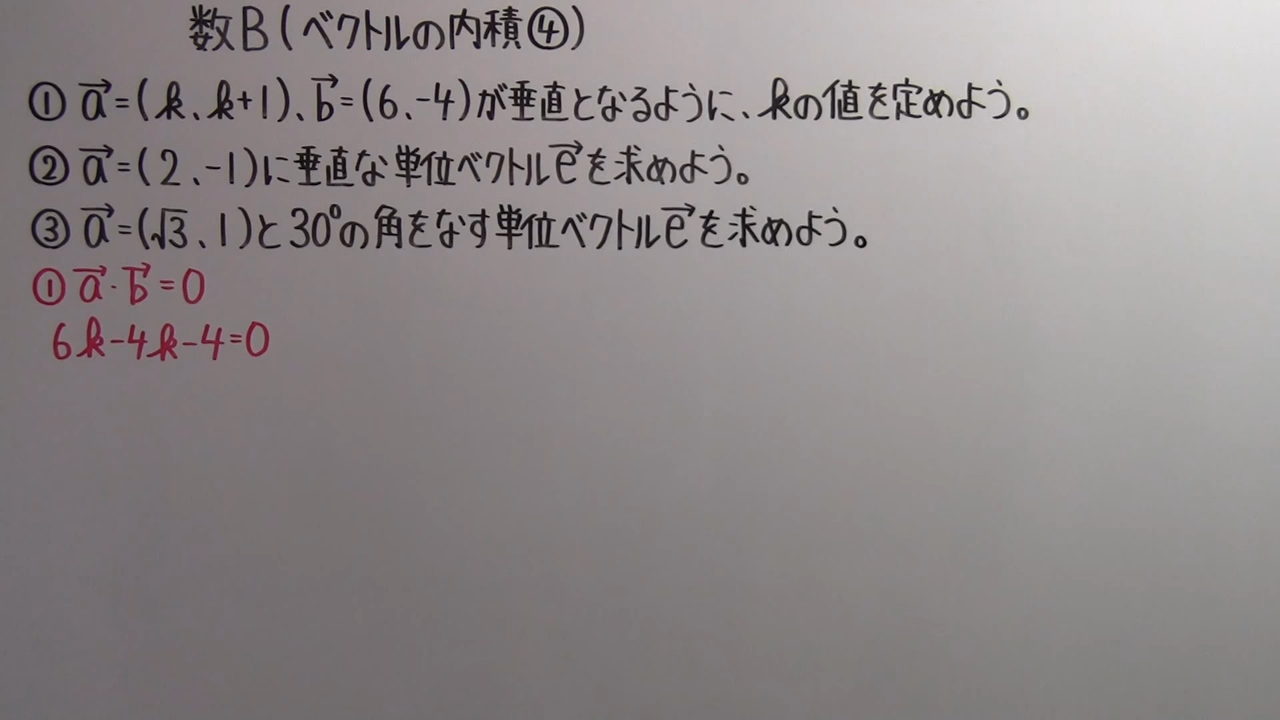 数B(ベクトルの内積④)
① a→=(k、k+1)、b→=(6、-4)が垂直となるように、kの値を定めよう。
② a→=(2、-1)に垂直な単位ベクトルe→を求めよう。
③ a→=(√3、1)と30°の角をなす単位ベクトルe→を求めよう。
① a→・b→=0
6k-4k-4=0